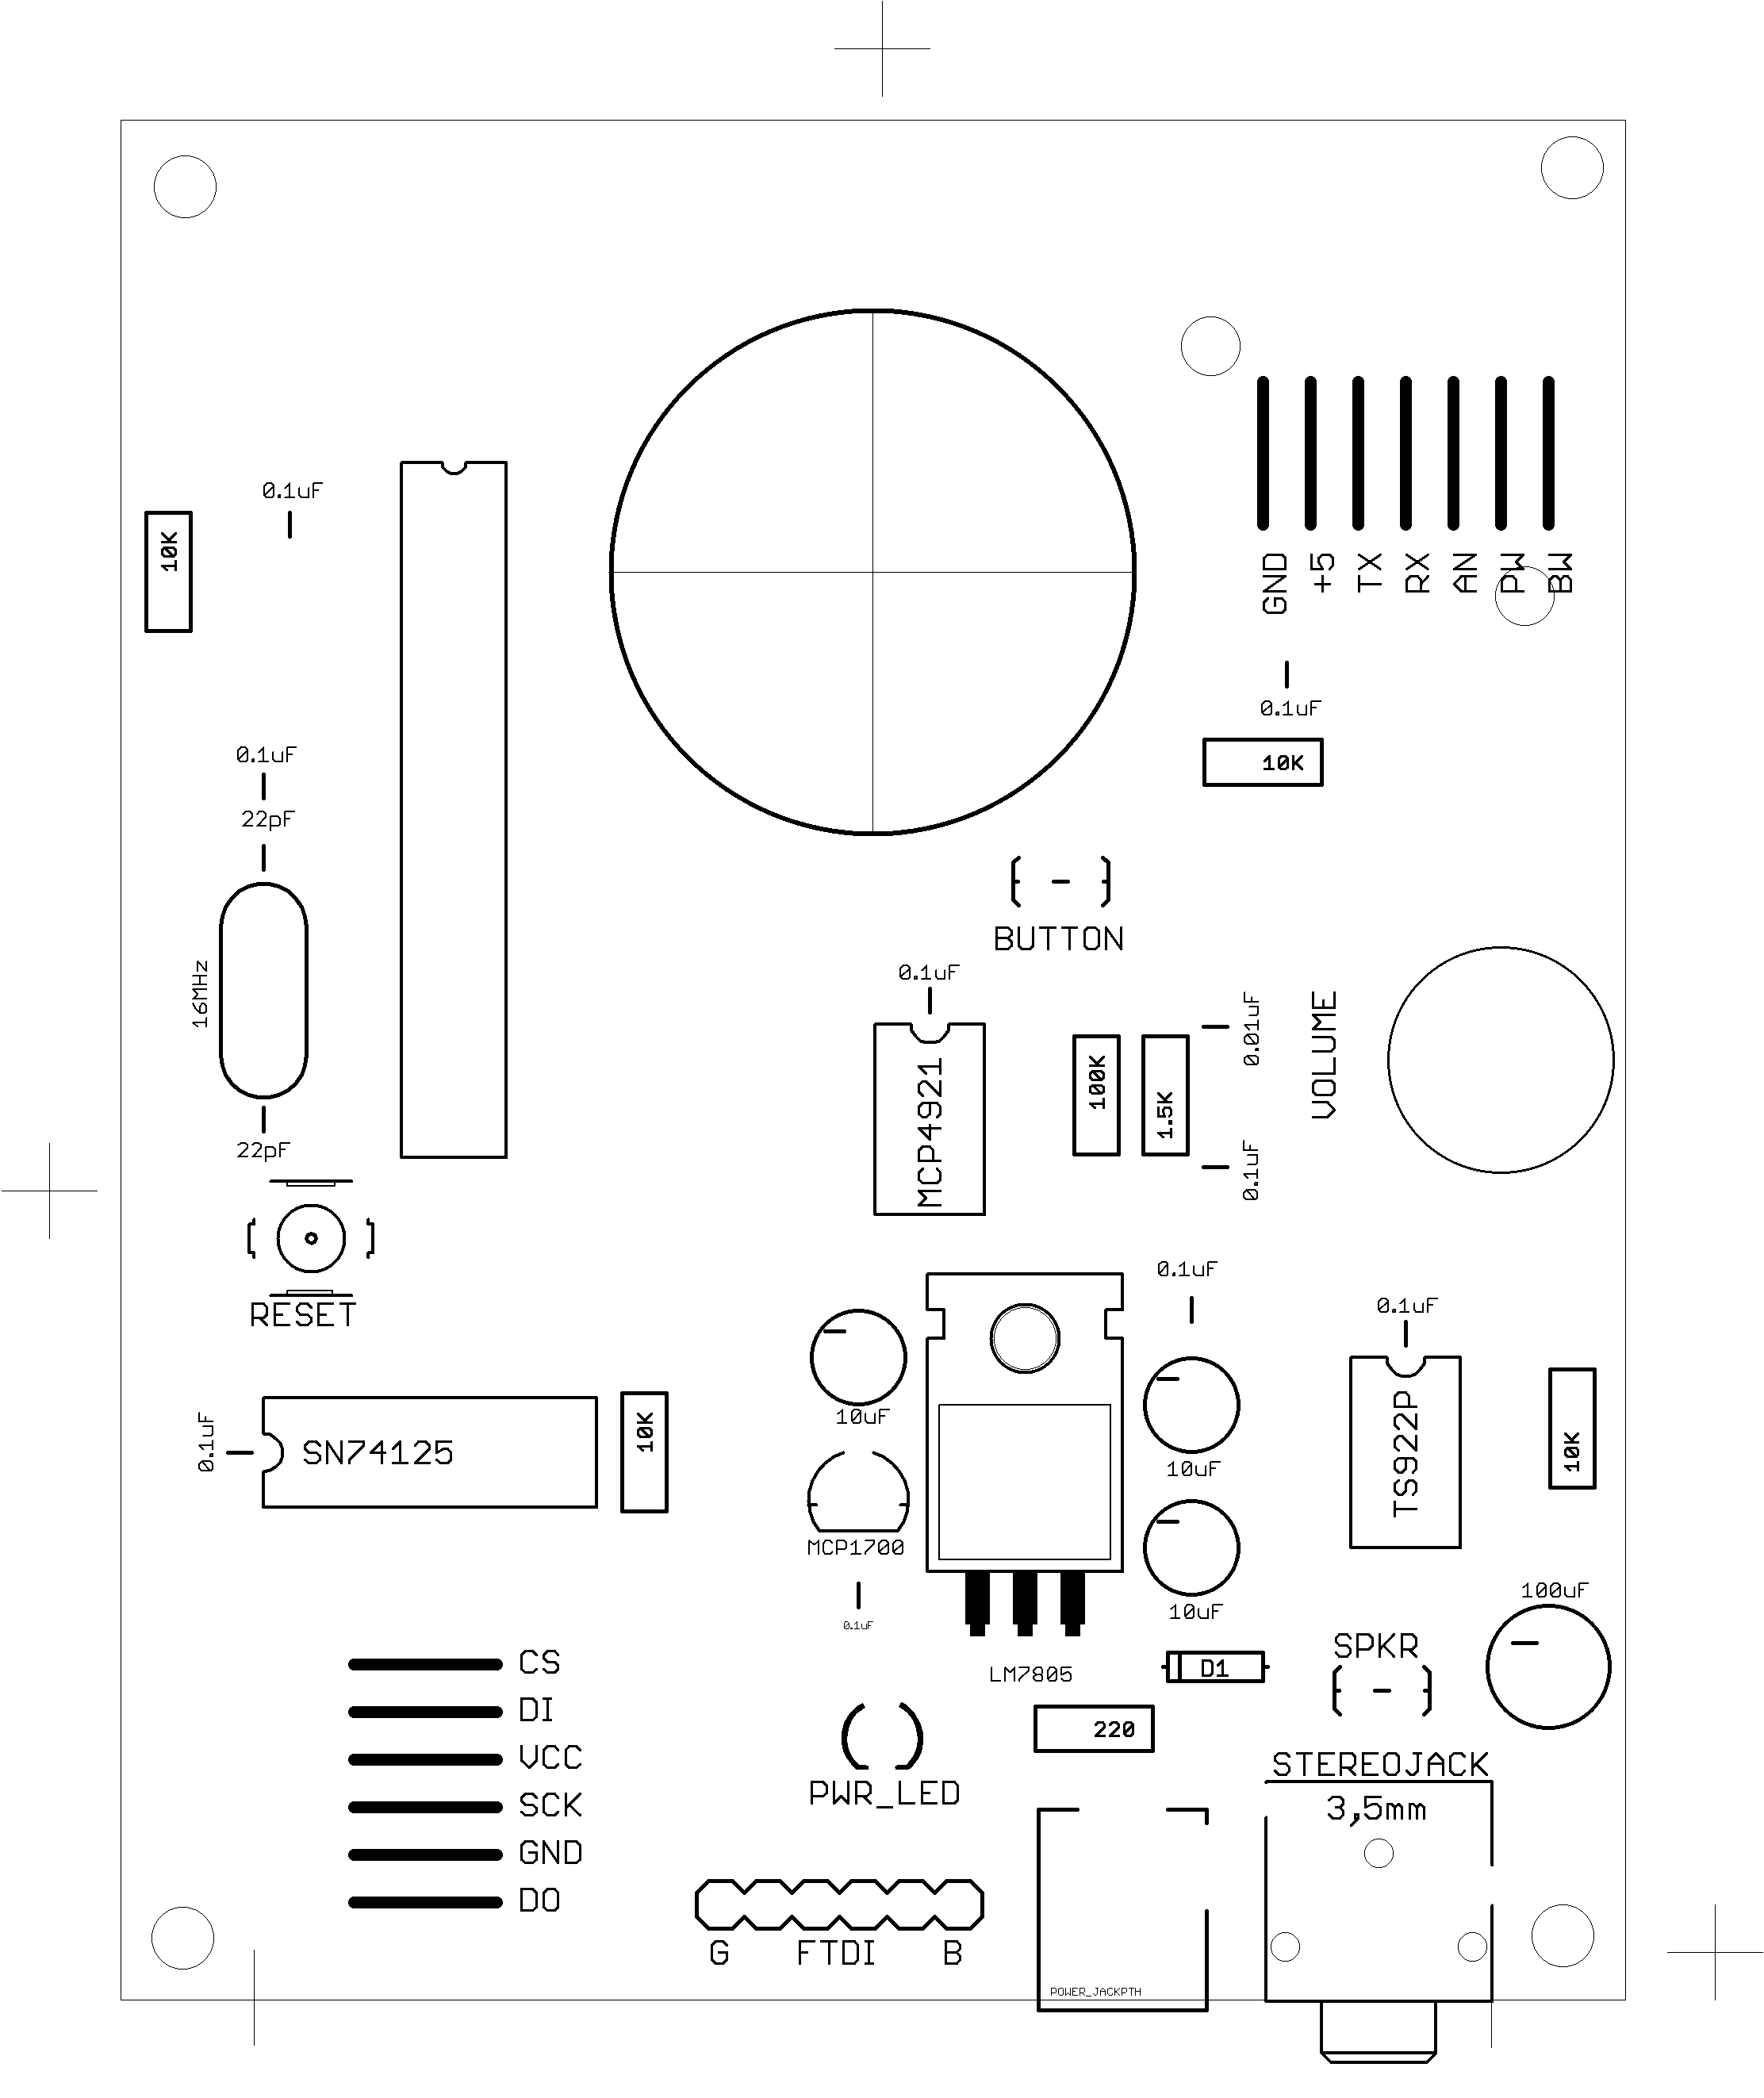 0.1uF
10K
GND
+5
TX
RX
AN
PW
BW
0.1uF
10K
0.1uF
22pF
16MHz
22pF
BUTTON
0.1uF
MCP4921
100K
1.5K
0.01uF
0.1uF
VOLUME
RESET
0.1uF
0.1uF
10uF
10uF
TS922P
10K
0.1uF
SN74125
10K
MCP1700
0.1uF
10uF
100uF
SPKR
LM7805
D1
220
CS
DI
VCC
SCK
GND
DO
PWR_LED
STEREOJACK
3,5mm
G FTDI B
POWER_JACKPTH